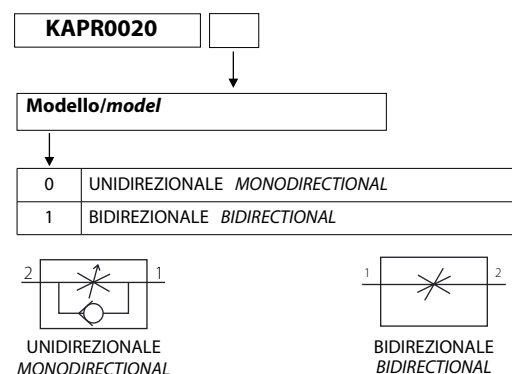 KAPR0020
Modello/model
0 UNIDIREZIONALE MONODIRECTIONAL
1 BIDIREZIONALE BIDIRECTIONAL
2 1
1 2
UNIDIREZIONALE
MONODIRECTIONAL
BIDIREZIONALE
BIDIRECTIONAL